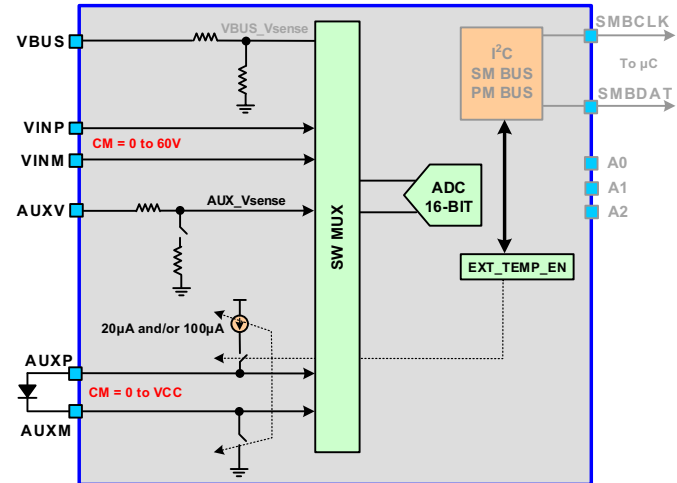 VBUS
VBUS_Vsense
VINP
CM = 0 to 60V
VINM
AUXV
AUX_Vsense
SW MUX
ADC
16-BIT
I²C
SM BUS
PM BUS
SMBCLK
To µC
SMBDAT
A0
A1
A2
EXT_TEMP_EN
20µA and/or 100µA
AUXP
CM = 0 to VCC
AUXM